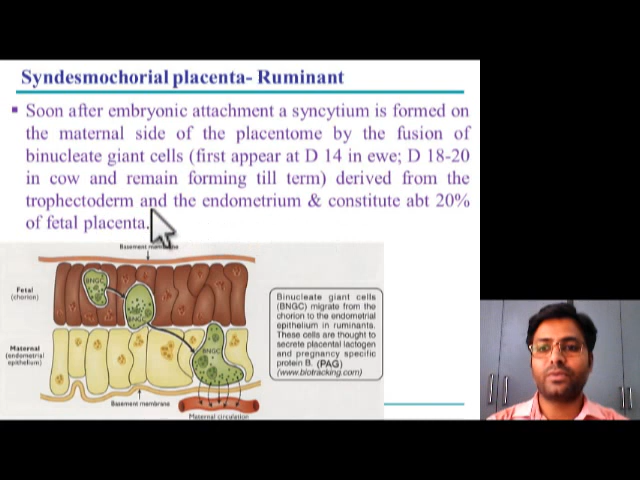 Syndesmochorial placenta- Ruminant
▪ Soon after embryonic attachment a syncytium is formed on
the maternal side of the placentome by the fusion of
binucleate giant cells (first appear at D 14 in ewe; D 18-20
in cow and remain forming till term) derived from the
trophectoderm and the endometrium & constitute abt 20%
of fetal placenta.
Basement membrane
Fetal
(chorion)
BNGC
BNGC
BNGC
Maternal
(endometrial
epithelium)
Basement membrane
Maternal circulation
Binucleate giant cells
(BNGC) migrate from the
chorion to the endometrial
epithelium in ruminants.
These cells are thought to
secrete placental lactogen
and pregnancy specific
protein B. (PAG)
(www.biotracking.com)